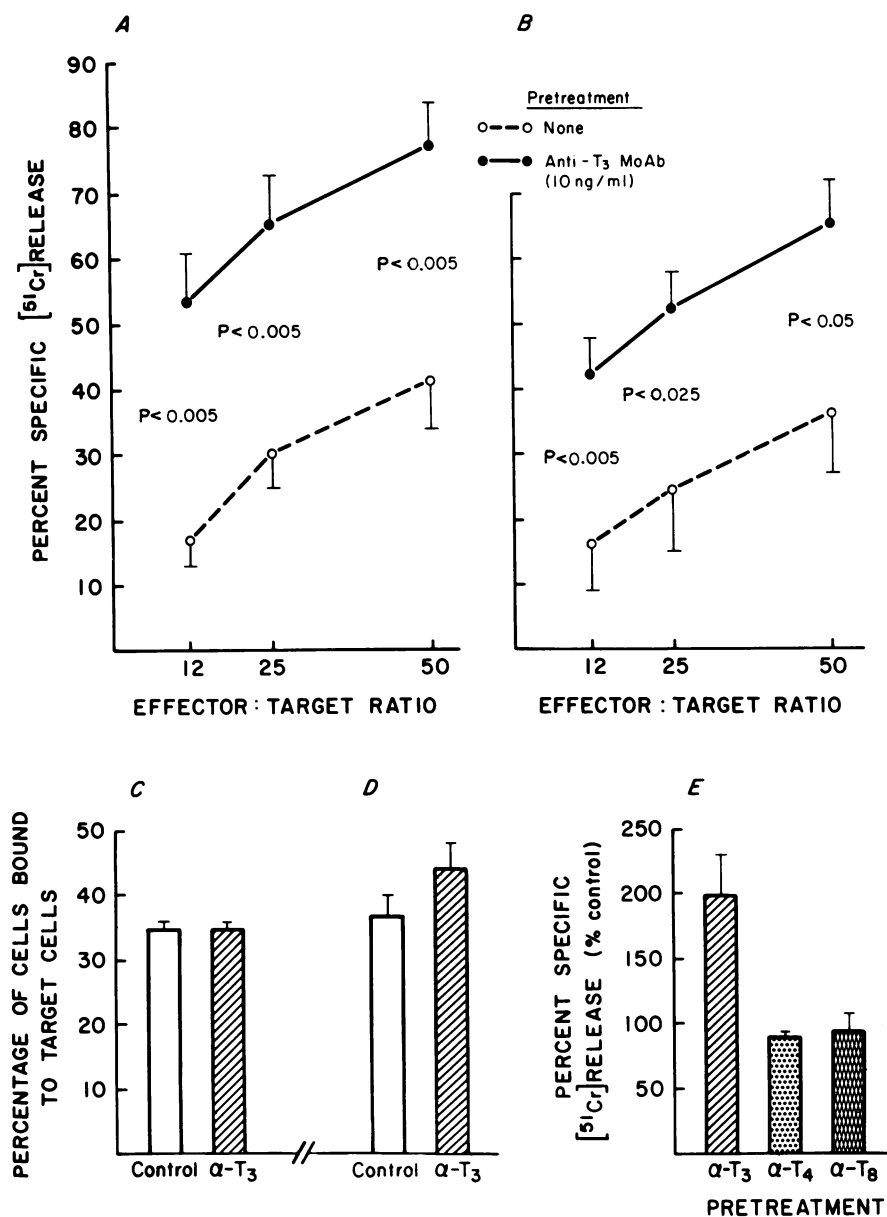 A
B
90
80
70
60
50
40
30
20
10
PERCENT SPECIFIC [⁵¹Cr]RELEASE
Pretreatment
None
Anti-T₃ MoAb
(10 ng/ml)
P< 0.005
P< 0.005
P< 0.005
12
25
50
EFFECTOR : TARGET RATIO
P< 0.05
P< 0.025
P< 0.005
12
25
50
EFFECTOR : TARGET RATIO
C
D
E
PERCENTAGE OF CELLS BOUND
TO TARGET CELLS
50
40
30
20
10
Control
α-T₃
Control
α-T₃
PERCENT SPECIFIC
[⁵¹Cr]RELEASE (% control)
250
200
150
100
50
α-T₃
α-T₄
α-T₈
PRETREATMENT